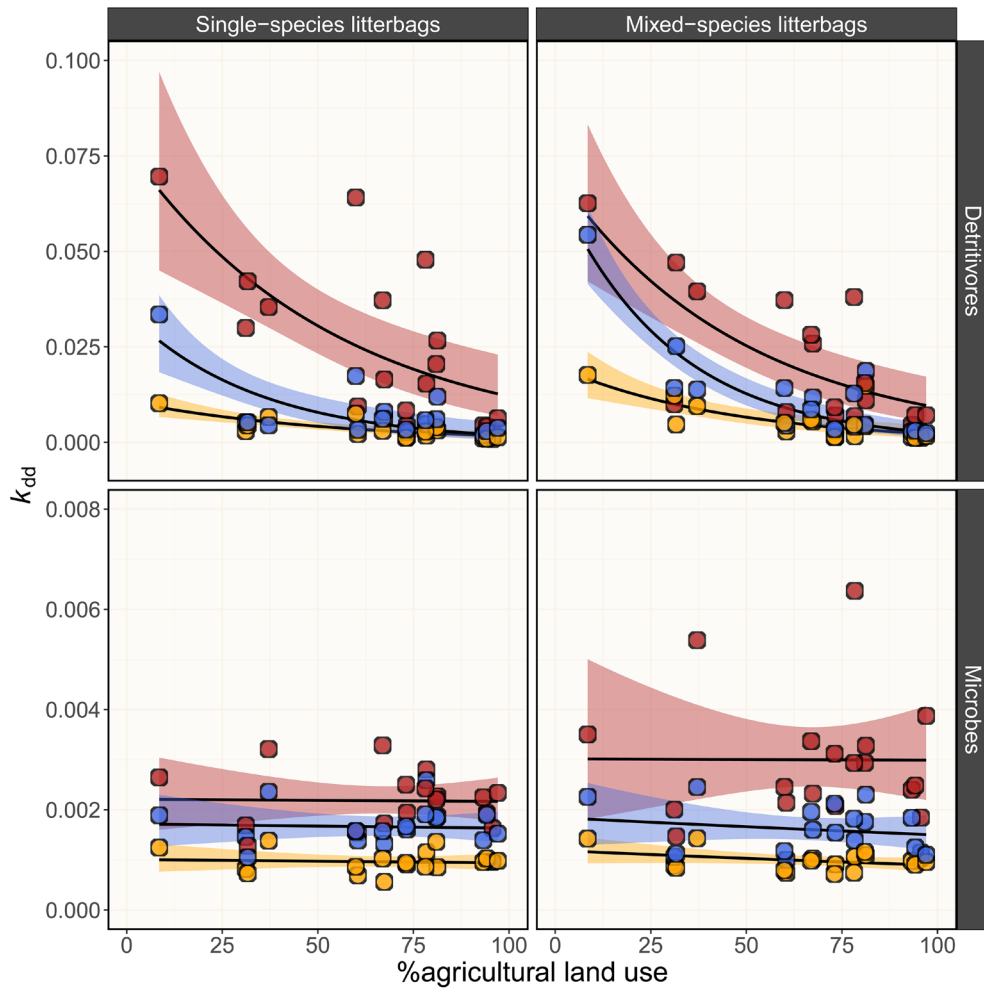 Single−species litterbags
Mixed−species litterbags
0.100
0.075
0.050
0.025
0.000
Detritivores
kdd
0.008
0.006
0.004
0.002
0.000
Microbes
0 25 50 75 100
0 25 50 75 100
%agricultural land use